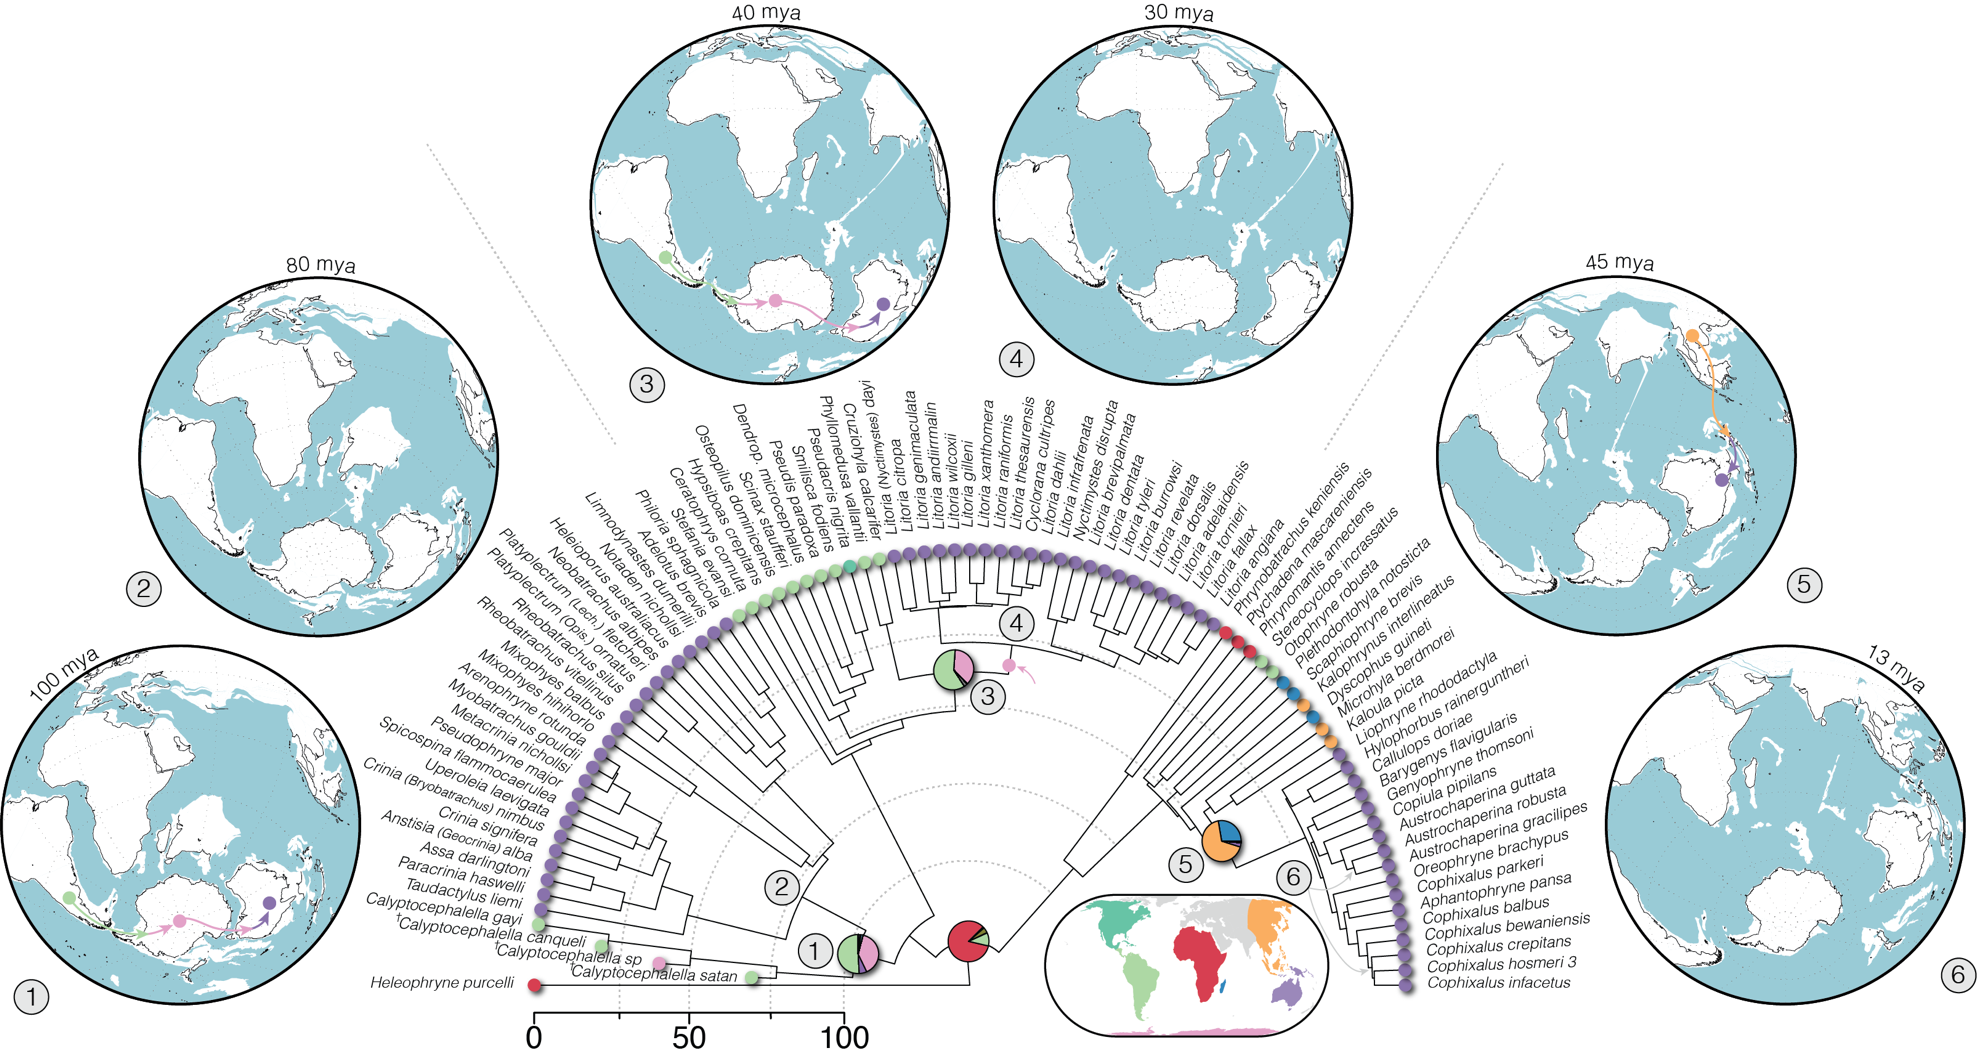 40 mya
30 mya
80 mya
45 mya
100 mya
13 mya
3
4
2
5
1
6
Heleophryne purcelli
†Calyptocephalella satan
†Calyptocephalella sp
†Calyptocephalella canqueli
Calyptocephalella gayi
Taudactylus liemi
Paracrinia haswelli
Assa darlingtoni
Anstisia (Geocrinia) alba
Crinia signifera
Crinia (Bryobatrachus) nimbus
Uperoleia laevigata
Spicospina flammocaerulea
Pseudophryne major
Metacrinia nichollsi
Myobatrachus gouldii
Arenophryne rotunda
Mixophyes hihihorlo
Mixophyes balbus
Rheobatrachus vitellinus
Rheobatrachus silus
Platyplectrum (Opis.) ornatus
Platyplectrum (Lech.) fletcheri
Neobatrachus albipes
Heleioporus australiacus
Notaden nichollsi
Limnodynastes dumerilii
Adelotus brevis
Philoria sphagnicola
Stefania evansi
Ceratophrys cornuta
Hypsiboas crepitans
Osteopilus dominicensis
Scinax staufferi
Dendrop. microcephalus
Pseudis paradoxa
Smilisca fodiens
Pseudacris nigrita
Phyllomedusa vallantii
Cruziohyla calcarifer
Litoria (Nyctimystes) dayi
Litoria citropa
Litoria genimaculata
Litoria andiirrmalin
Litoria wilcoxii
Litoria gilleni
Litoria xanthomera
Litoria raniformis
Litoria thesaurensis
Cyclorana cultripes
Litoria dahlii
Litoria infrafrenata
Nyctimystes disrupta
Litoria brevipalmata
Litoria dentata
Litoria tyleri
Litoria burrowsi
Litoria revelata
Litoria dorsalis
Litoria adelaidensis
Litoria tornieri
Litoria fallax
Litoria angiana
Phrynobatrachus keniensis
Ptychadena mascareniensis
Phrynomantis annectens
Stereocyclops incrassatus
Otophryne robusta
Plethodontohyla notosticta
Scaphiophryne brevis
Kalophrynus interlineatus
Dyscophus guineti
Microhyla berdmorei
Kaloula picta
Liophryne rhododactyla
Hylophorbus rainerguntheri
Callulops doriae
Barygenys flavigularis
Genyophryne thomsoni
Copiula pipilans
Austrochaperina guttata
Austrochaperina robusta
Austrochaperina gracilipes
Oreophryne brachypus
Cophixalus parkeri
Aphantophryne pansa
Cophixalus balbus
Cophixalus bewaniensis
Cophixalus crepitans
Cophixalus hosmeri 3
Cophixalus infacetus
4
3
2
5
6
1
0 50 100